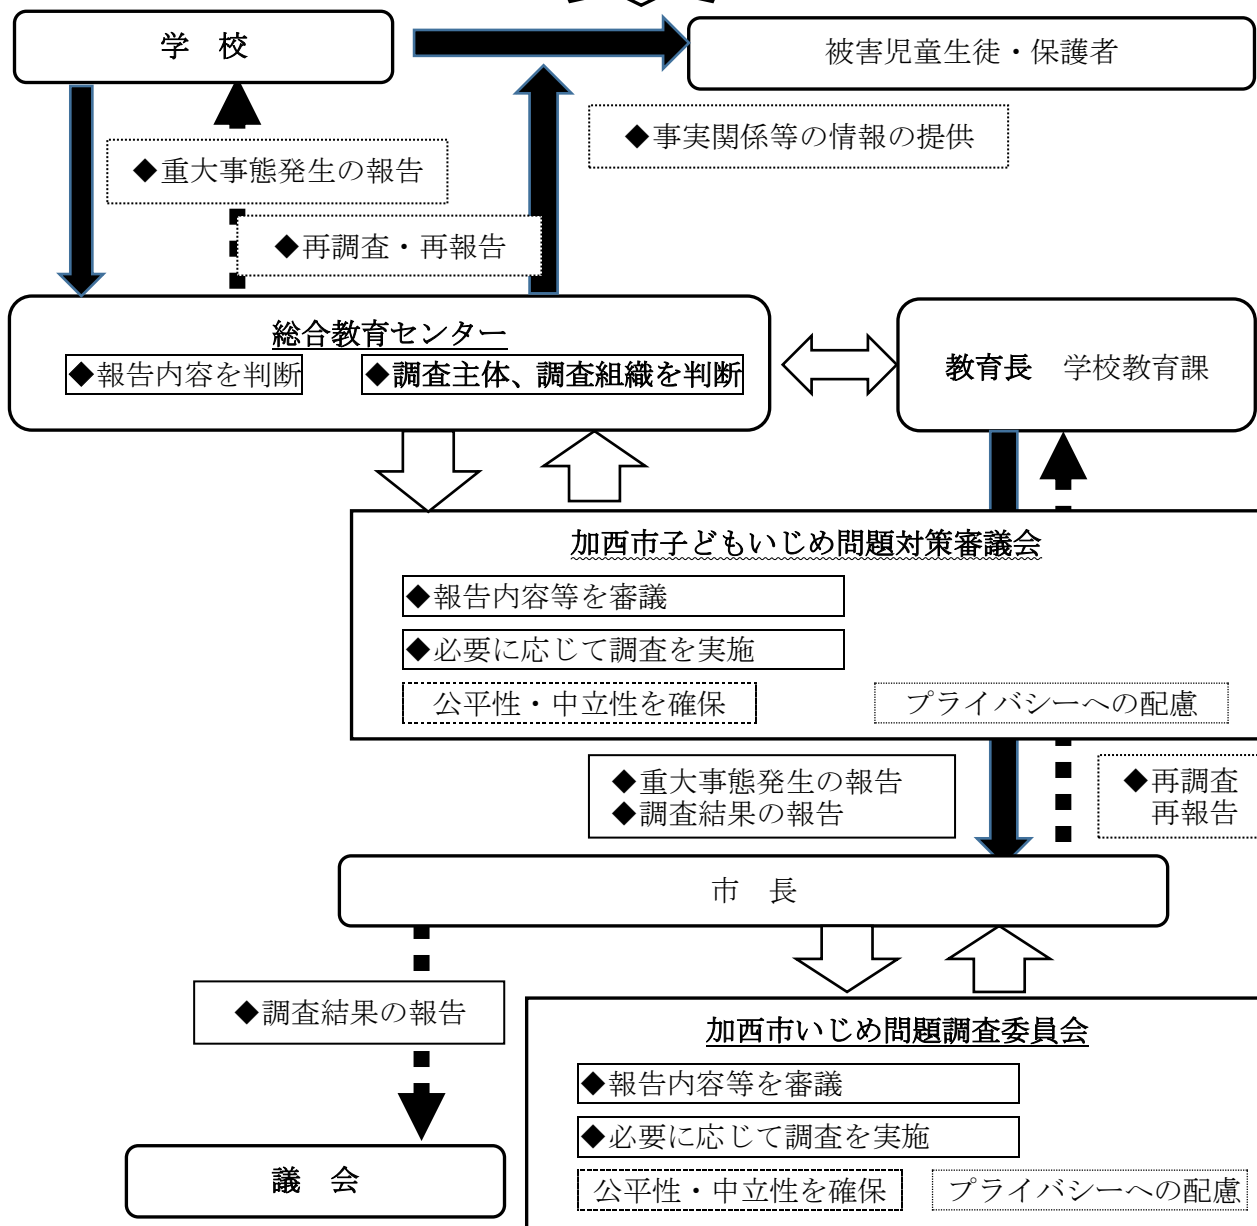 学　校
被害児童生徒・保護者
◆事実関係等の情報の提供
◆重大事態発生の報告
◆再調査・再報告
総合教育センター
◆報告内容を判断
◆調査主体、調査組織を判断
教育長　学校教育課
加西市子どもいじめ問題対策審議会
◆報告内容等を審議
◆必要に応じて調査を実施
公平性・中立性を確保
プライバシーへの配慮
◆重大事態発生の報告
◆調査結果の報告
◆再調査
再報告
市　長
◆調査結果の報告
加西市いじめ問題調査委員会
◆報告内容等を審議
◆必要に応じて調査を実施
公平性・中立性を確保
プライバシーへの配慮
議　会